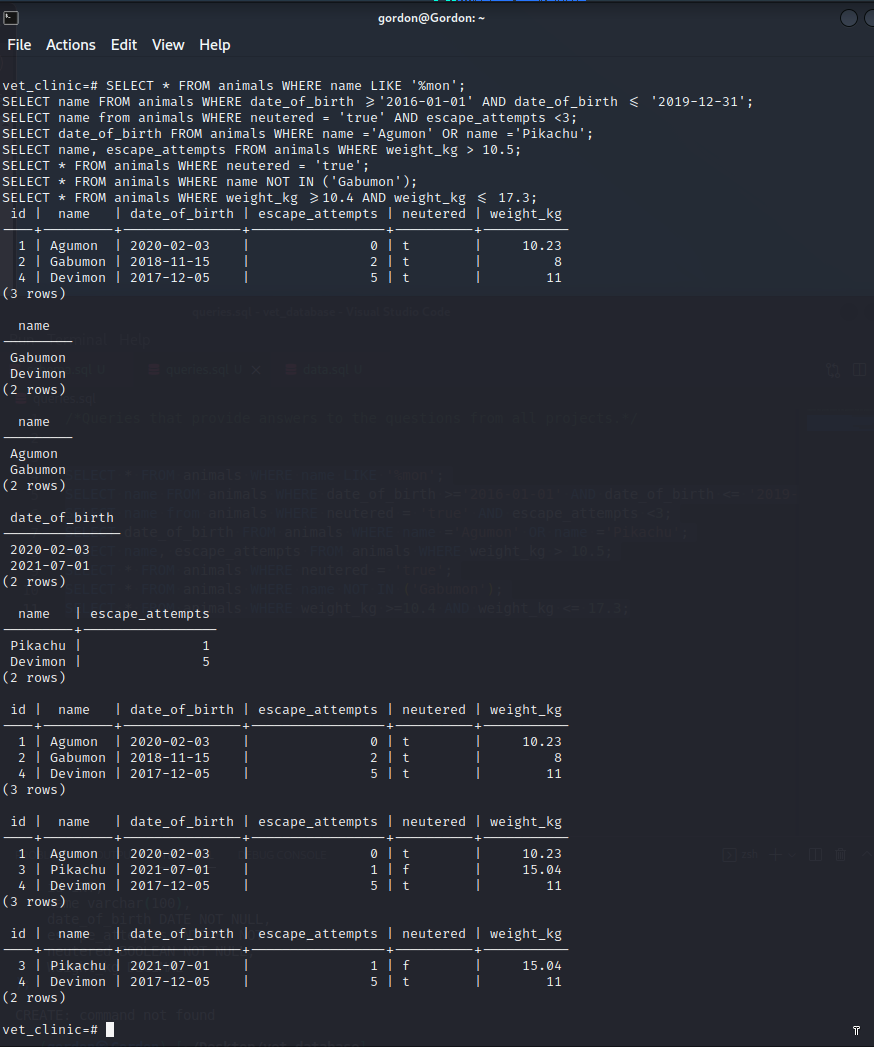 gordon@Gordon: ~
File Actions Edit View Help
vet_clinic=# SELECT * FROM animals WHERE name LIKE '%mon';
SELECT name FROM animals WHERE date_of_birth >='2016-01-01' AND date_of_birth <= '2019-12-31';
SELECT name from animals WHERE neutered = 'true' AND escape_attempts <3;
SELECT date_of_birth FROM animals WHERE name ='Agumon' OR name ='Pikachu';
SELECT name, escape_attempts FROM animals WHERE weight_kg > 10.5;
SELECT * FROM animals WHERE neutered = 'true';
SELECT * FROM animals WHERE name NOT IN ('Gabumon');
SELECT * FROM animals WHERE weight_kg >=10.4 AND weight_kg <= 17.3;
id | name | date_of_birth | escape_attempts | neutered | weight_kg
1 | Agumon | 2020-02-03 | 0 | t | 10.23
2 | Gabumon | 2018-11-15 | 2 | t | 8
4 | Devimon | 2017-12-05 | 5 | t | 11
(3 rows)
name
Gabumon
Devimon
(2 rows)
name
Agumon
Gabumon
(2 rows)
date_of_birth
2020-02-03
2021-07-01
(2 rows)
name | escape_attempts
Pikachu | 1
Devimon | 5
(2 rows)
id | name | date_of_birth | escape_attempts | neutered | weight_kg
1 | Agumon | 2020-02-03 | 0 | t | 10.23
2 | Gabumon | 2018-11-15 | 2 | t | 8
4 | Devimon | 2017-12-05 | 5 | t | 11
(3 rows)
id | name | date_of_birth | escape_attempts | neutered | weight_kg
1 | Agumon | 2020-02-03 | 0 | t | 10.23
3 | Pikachu | 2021-07-01 | 1 | f | 15.04
4 | Devimon | 2017-12-05 | 5 | t | 11
(3 rows)
id | name | date_of_birth | escape_attempts | neutered | weight_kg
3 | Pikachu | 2021-07-01 | 1 | f | 15.04
4 | Devimon | 2017-12-05 | 5 | t | 11
(2 rows)
CREATE: command not found
vet_clinic=#